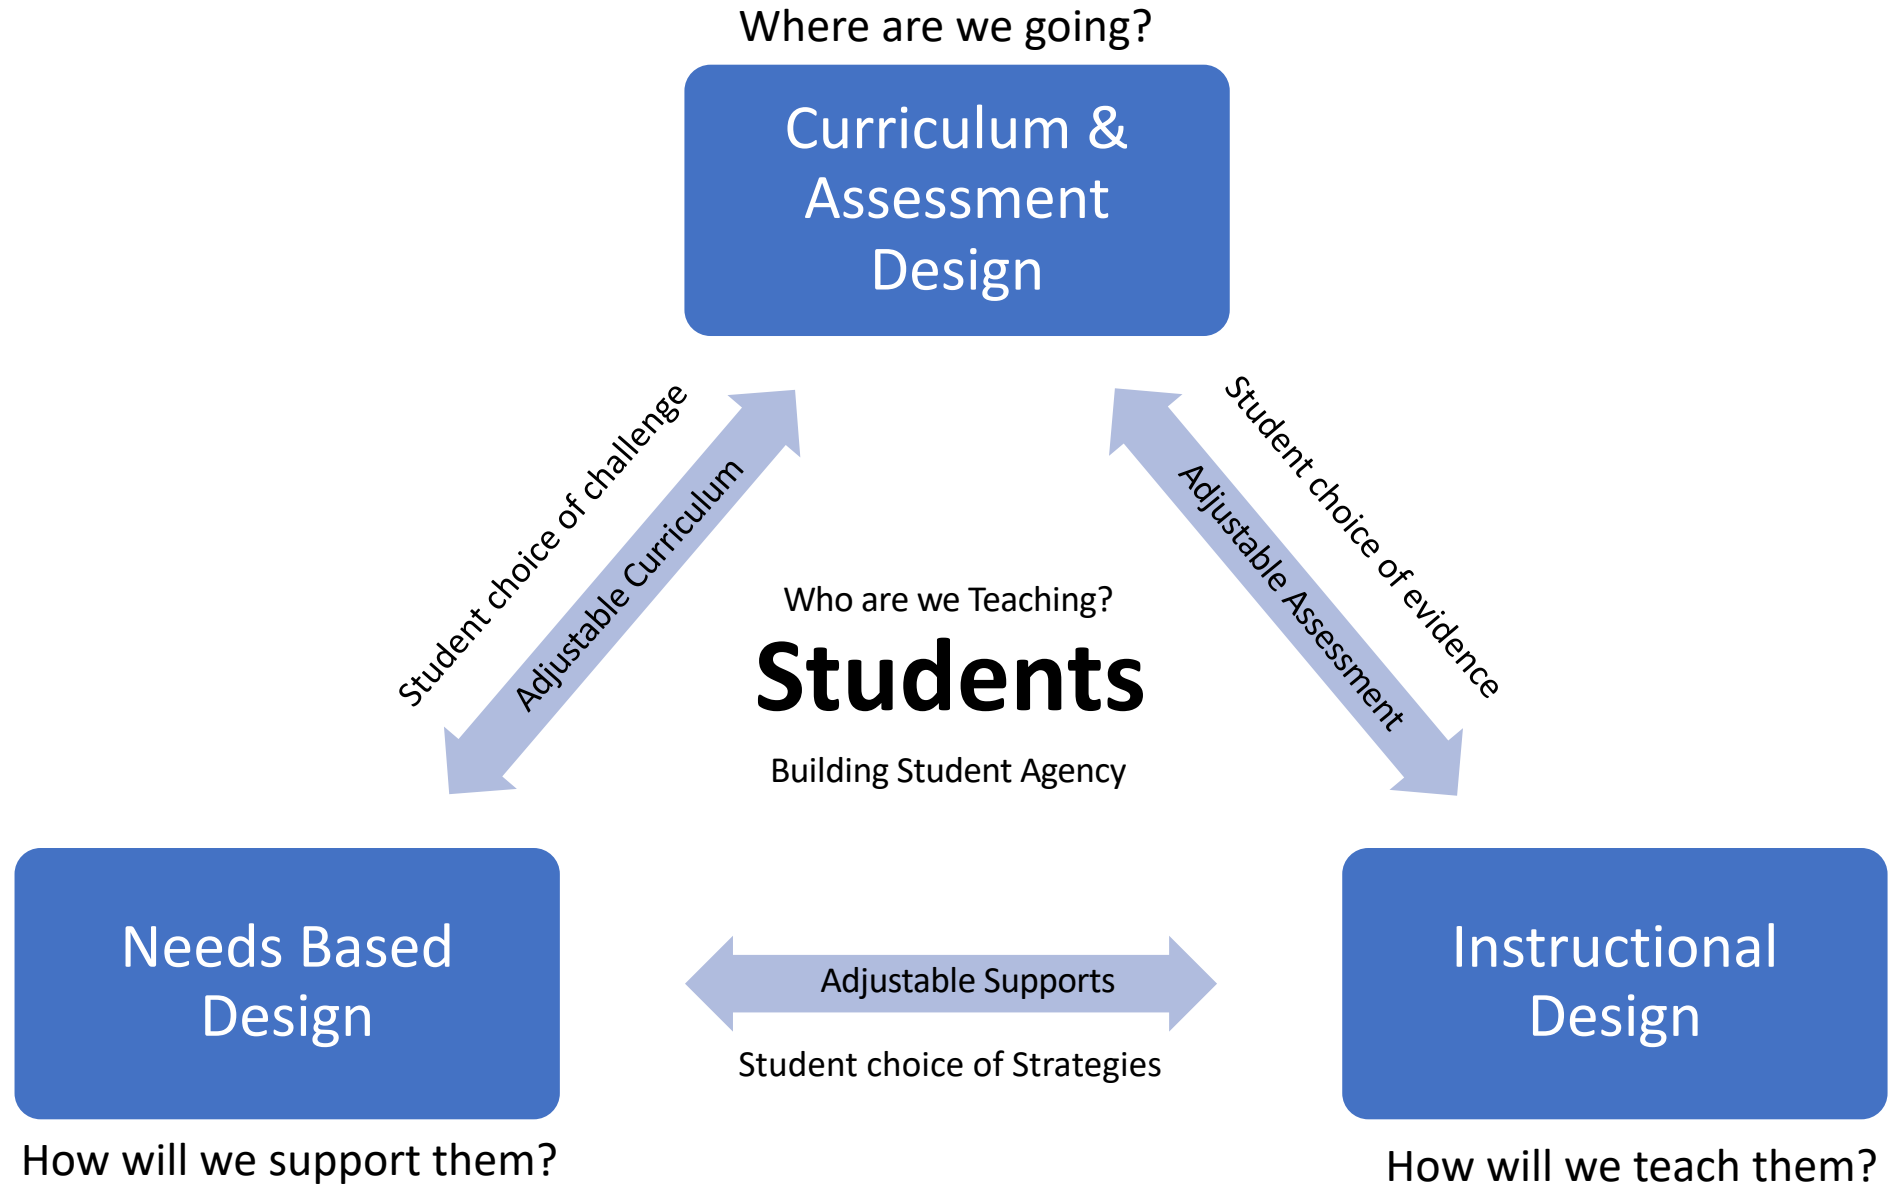 Where are we going?
Curriculum &
Assessment
Design
Student choice of challenge
Adjustable Curriculum
Adjustable Assessment
Student choice of evidence
Who are we Teaching?
Students
Building Student Agency
Needs Based
Design
Adjustable Supports
Student choice of Strategies
Instructional
Design
How will we support them?
How will we teach them?